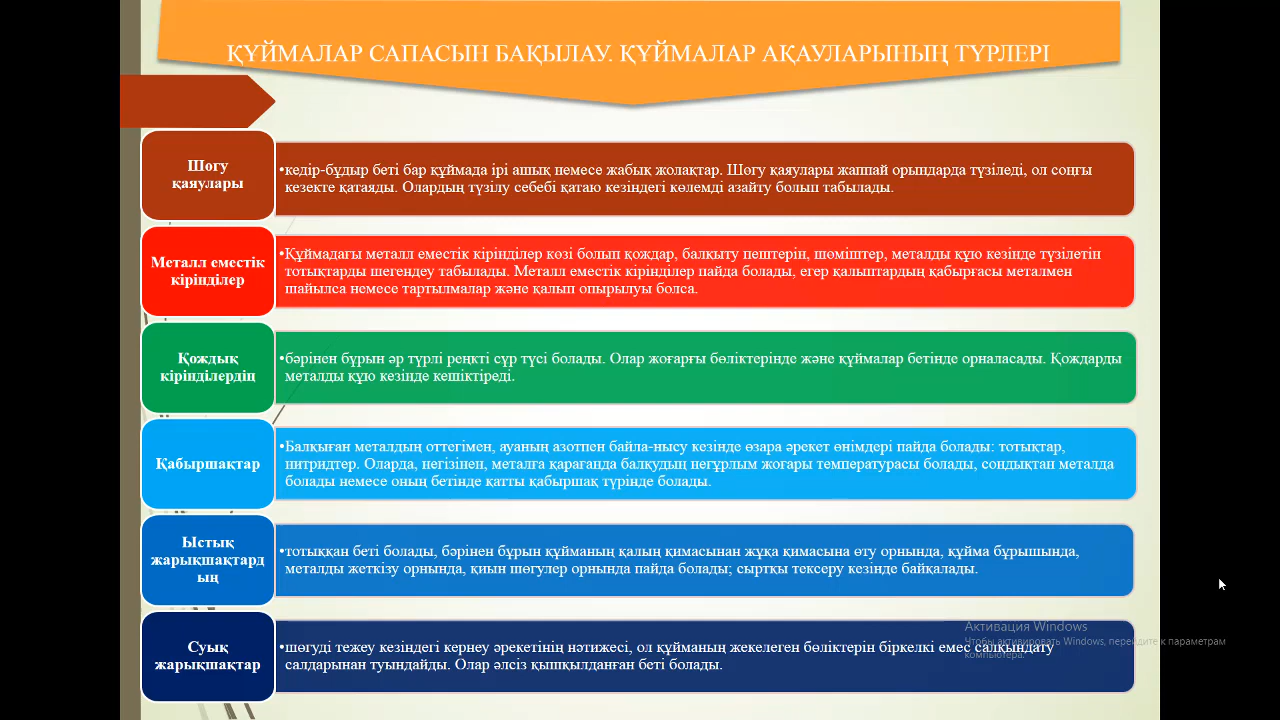 ҚҰЙМАЛАР САПАСЫН БАҚЫЛАУ. ҚҰЙМАЛАР АҚАУЛАРЫНЫҢ ТҮРЛЕРІ
Шөгу
қаяулары
•кедір-бұдыр беті бар құймада ірі ашық немесе жабық жолақтар. Шөгу қаяулары жаппай орындарда түзіледі, ол соңғы
кезекте қатаяды. Олардың түзілу себебі қатаю кезіндегі көлемді азайту болып табылады.
Металл еместік
кірінділер
•Құймадағы металл еместік кірінділер көзі болып қождар, балқыту пештерін, шөміштер, металды құю кезінде түзілетін
тотықтарды шегендеу табылады. Металл еместік кірінділер пайда болады, егер қалыптардың қабырғасы металмен
шайылса немесе тартылмалар және қалып опырылуы болса.
Қождық
кірінділердің
•бәрінен бұрын әр түрлі реңкті сұр түсі болады. Олар жоғарғы бөліктерінде және құймалар бетінде орналасады. Қождарды
металды құю кезінде кешіктіреді.
Қабыршақтар
•Балқыған металдың оттегімен, ауаның азотпен байла-нысу кезінде өзара әрекет өнімдері пайда болады: тотықтар,
нитридтер. Оларда, негізінен, металға қарағанда балқудың неғұрлым жоғары температурасы болады, сондықтан металда
болады немесе оның бетінде қатты қабыршақ түрінде болады.
Ыстық
жарықшақтард
ың
•тотыққан беті болады, бәрінен бұрын құйманың қалың қимасынан жұқа қимасына өту орнында, құйма бұрышында,
металды жеткізу орнында, қиын шөгулер орнында пайда болады; сыртқы тексеру кезінде байқалады.
Суық
жарықшақтар
•шөгуді тежеу кезіндегі кернеу әрекетінің нәтижесі, ол құйманың жекелеген бөліктерін біркелкі емес салқындату
салдарынан туындайды. Олар әлсіз қышқылданған беті болады.
Активация Windows
Чтобы активировать Windows, перейдите к параметрам
компьютера.